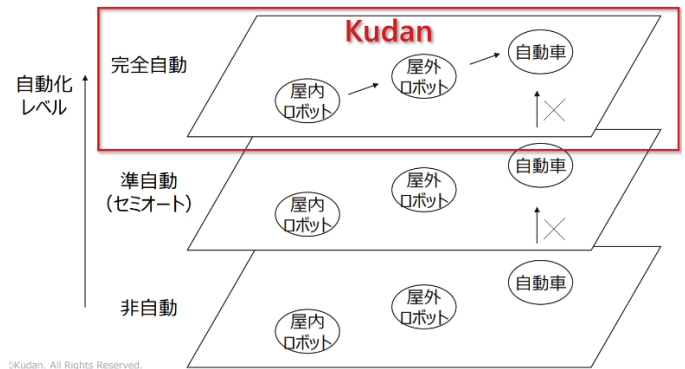 Kudan
自動化
レベル
完全自動
屋内
ロボット
屋外
ロボット
自動車
準自動
(セミオート)
屋内
ロボット
屋外
ロボット
自動車
非自動
屋内
ロボット
屋外
ロボット
自動車
©Kudan. All Rights Reserved.